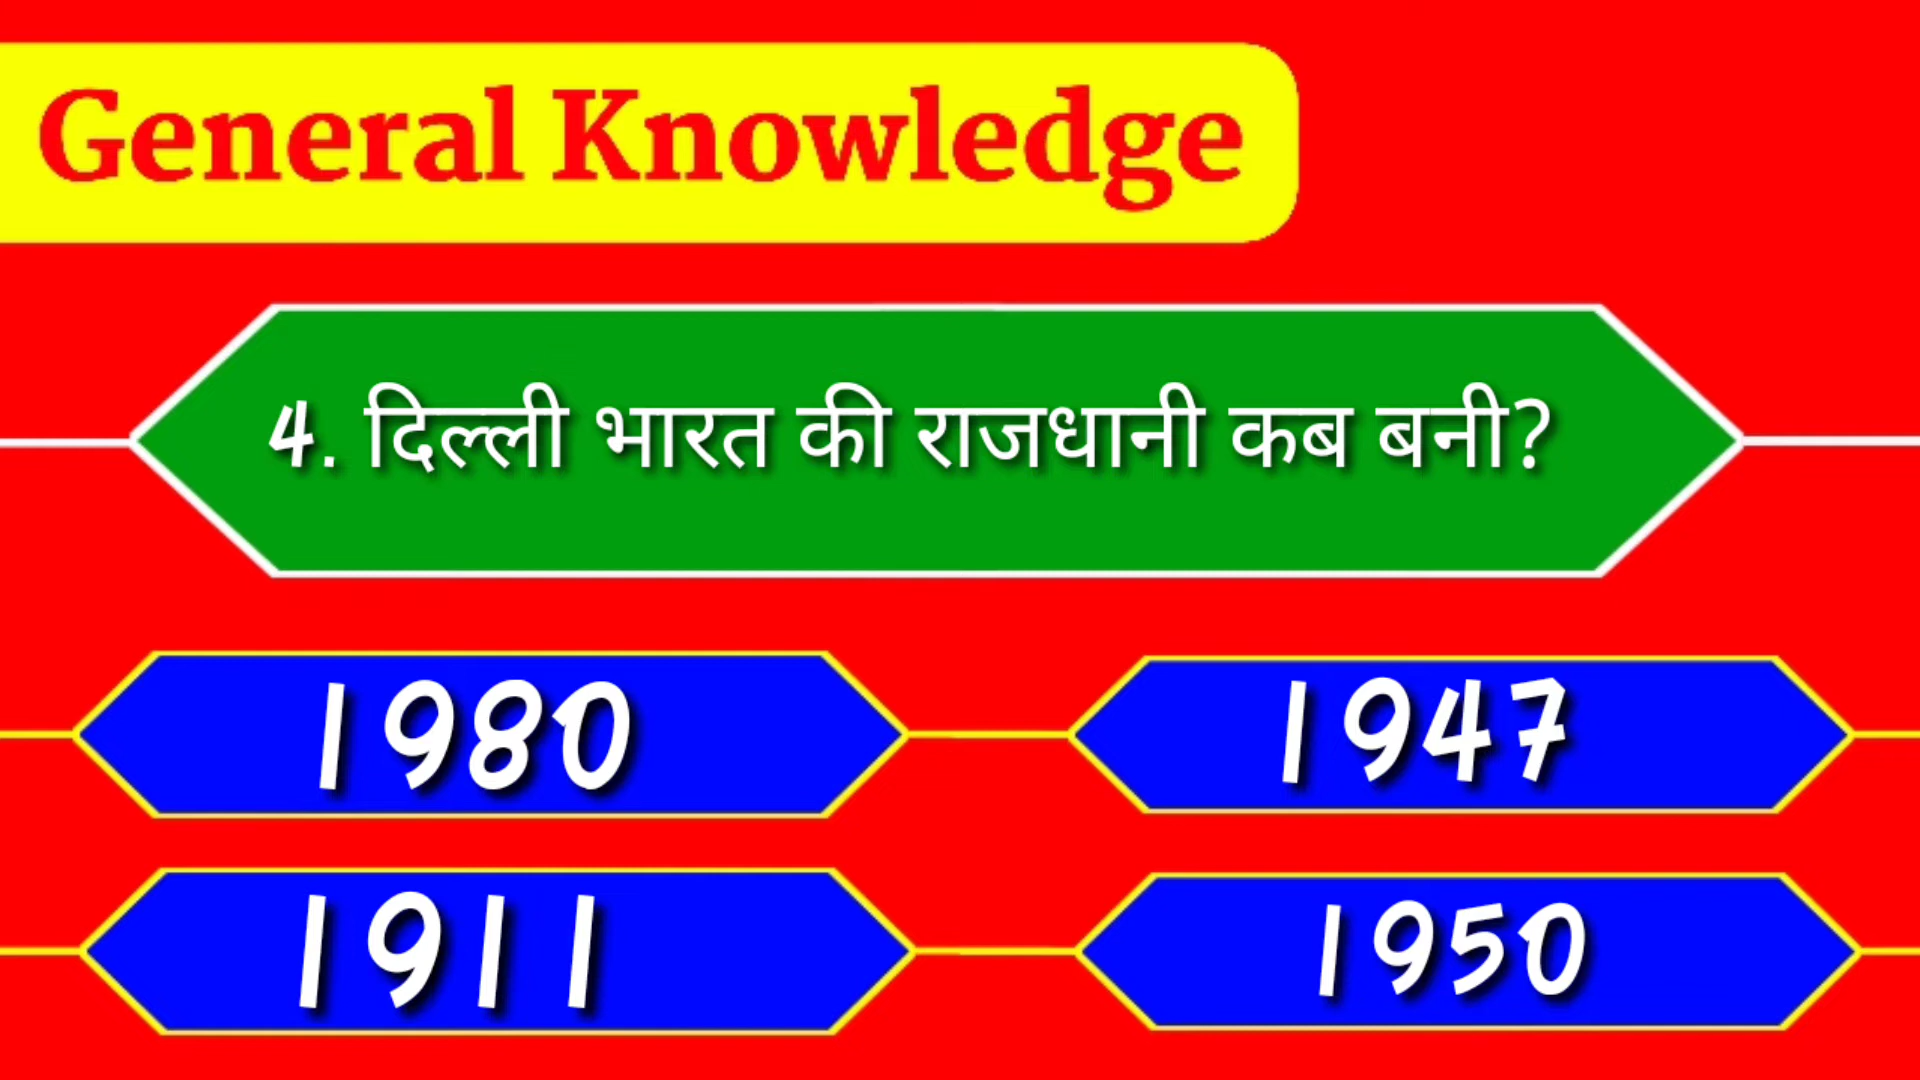 General Knowledge
4. दिल्ली भारत की राजधानी कब बनी?
1980
1947
1911
1950